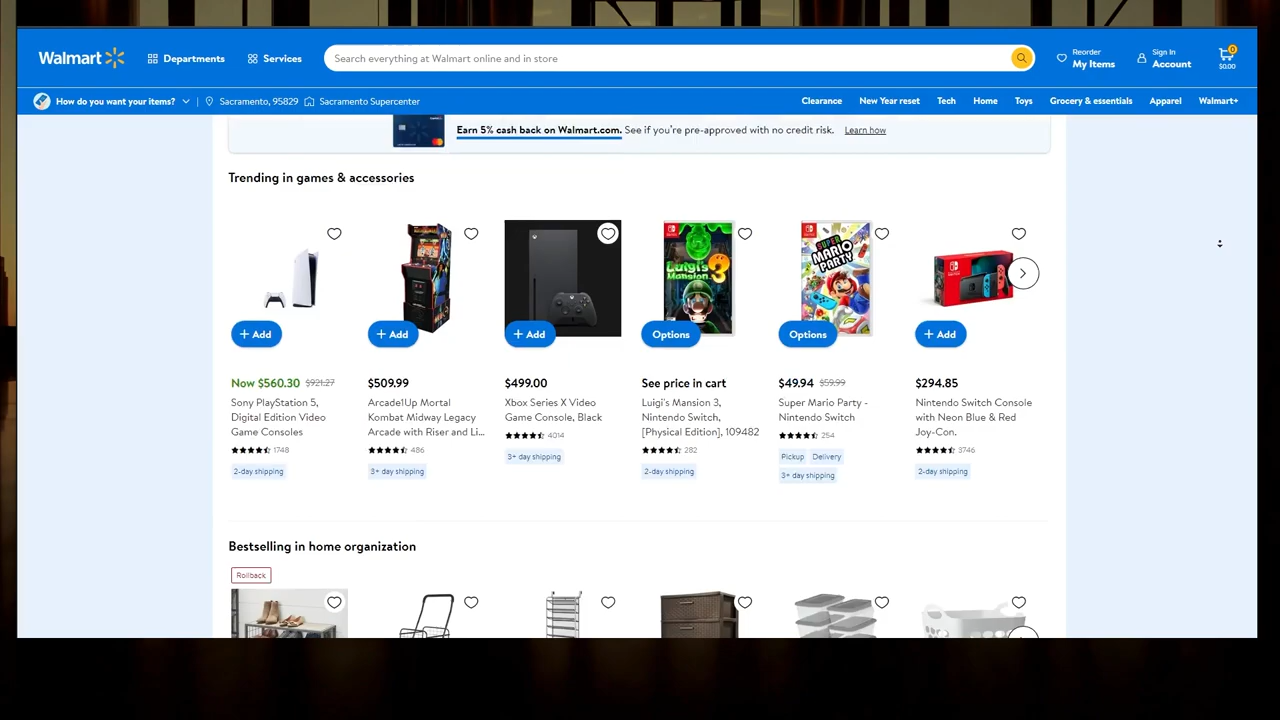 Walmart
Departments
Services
Search everything at Walmart online and in store
Reorder
My Items
Sign In
Account
0
$0.00
How do you want your items?
Sacramento, 95829
Sacramento Supercenter
Clearance
New Year reset
Tech
Home
Toys
Grocery & essentials
Apparel
Walmart+
Earn 5% cash back on Walmart.com. See if you're pre-approved with no credit risk. Learn how
Trending in games & accessories
LUIGI'S MANSION 3
SUPER MARIO PARTY
+ Add
+ Add
+ Add
Options
Options
+ Add
Now $560.30 $921.27
Sony PlayStation 5,
Digital Edition Video
Game Consoles
1748
2-day shipping
$509.99
Arcade1Up Mortal
Kombat Midway Legacy
Arcade with Riser and Li...
486
3+ day shipping
$499.00
Xbox Series X Video
Game Console, Black
4014
3+ day shipping
See price in cart
Luigi's Mansion 3,
Nintendo Switch,
[Physical Edition], 109482
282
2-day shipping
$49.94 $59.99
Super Mario Party -
Nintendo Switch
254
Pickup
Delivery
3+ day shipping
$294.85
Nintendo Switch Console
with Neon Blue & Red
Joy-Con.
3746
2-day shipping
Bestselling in home organization
Rollback